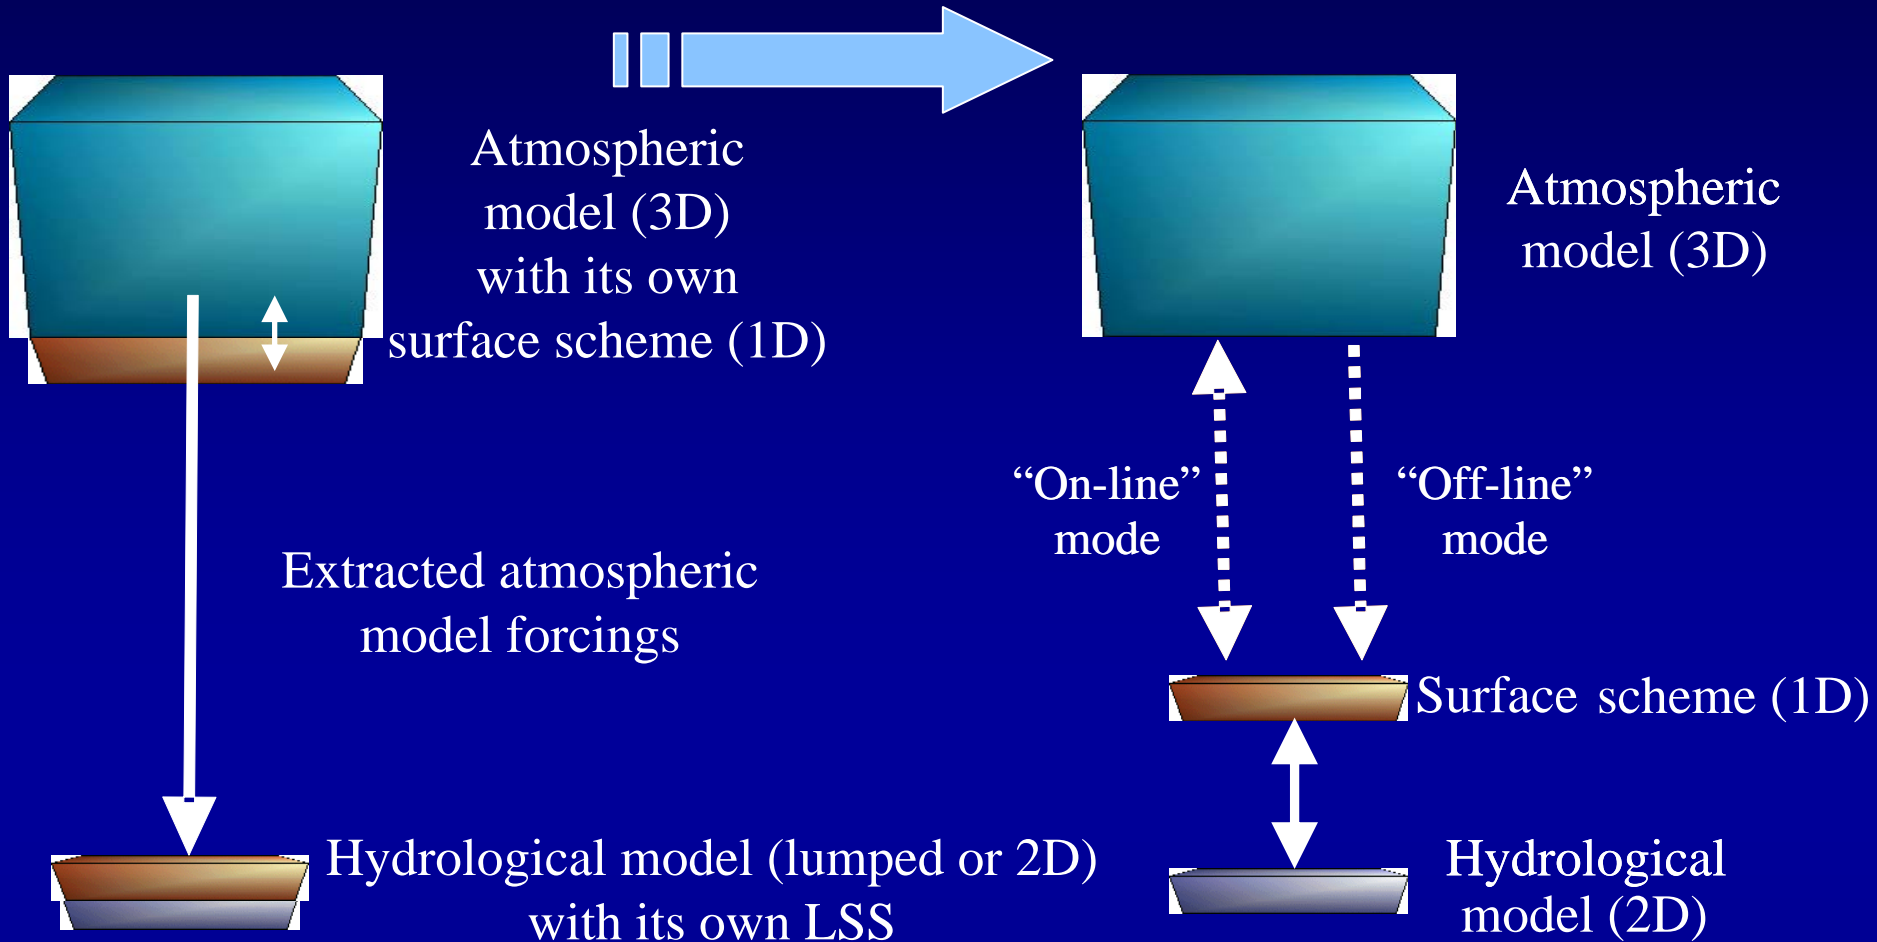 Atmospheric
model (3D)
with its own
surface scheme (1D)
Extracted atmospheric
model forcings
Hydrological model (lumped or 2D)
with its own LSS
Atmospheric
model (3D)
“On-line”
mode
“Off-line”
mode
Surface scheme (1D)
Hydrological
model (2D)